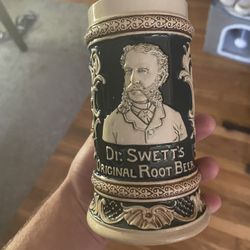 DR. SWETT'S
ORIGINAL ROOT BEER